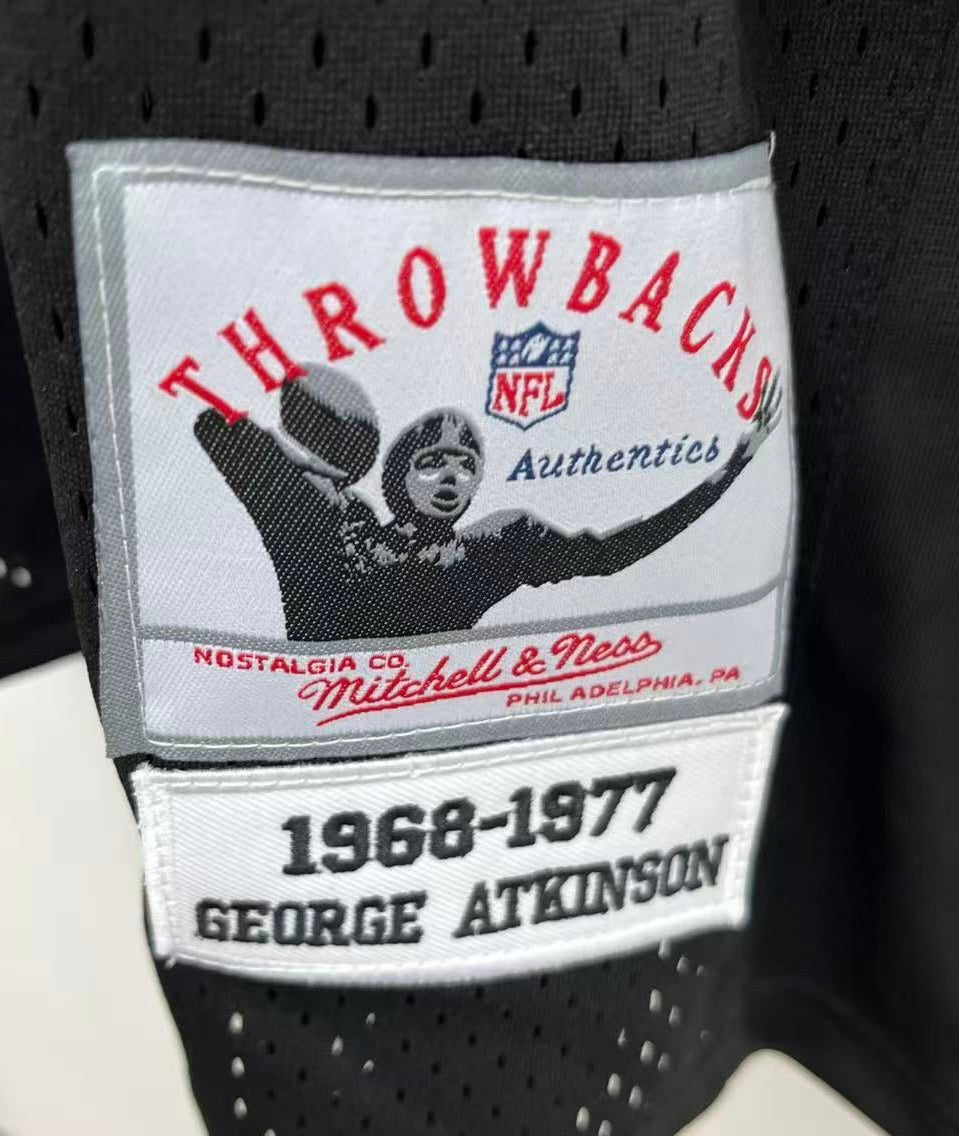 THROWBACKS
NFL
Authentics
NOSTALGIA CO.
Mitchell & Ness
PHILADELPHIA, PA
1968-1977
GEORGE ATKINSON